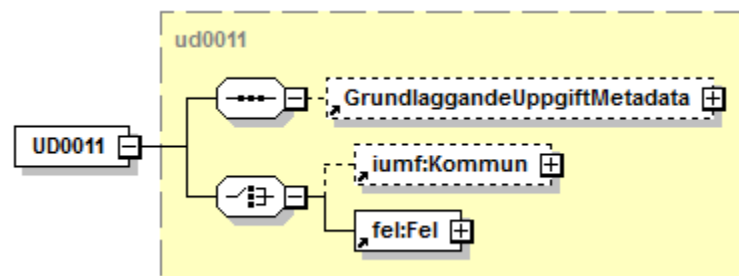 ud0011
GrundlaggandeUppgiftMetadata
UD0011
iumf:Kommun
fel:Fel